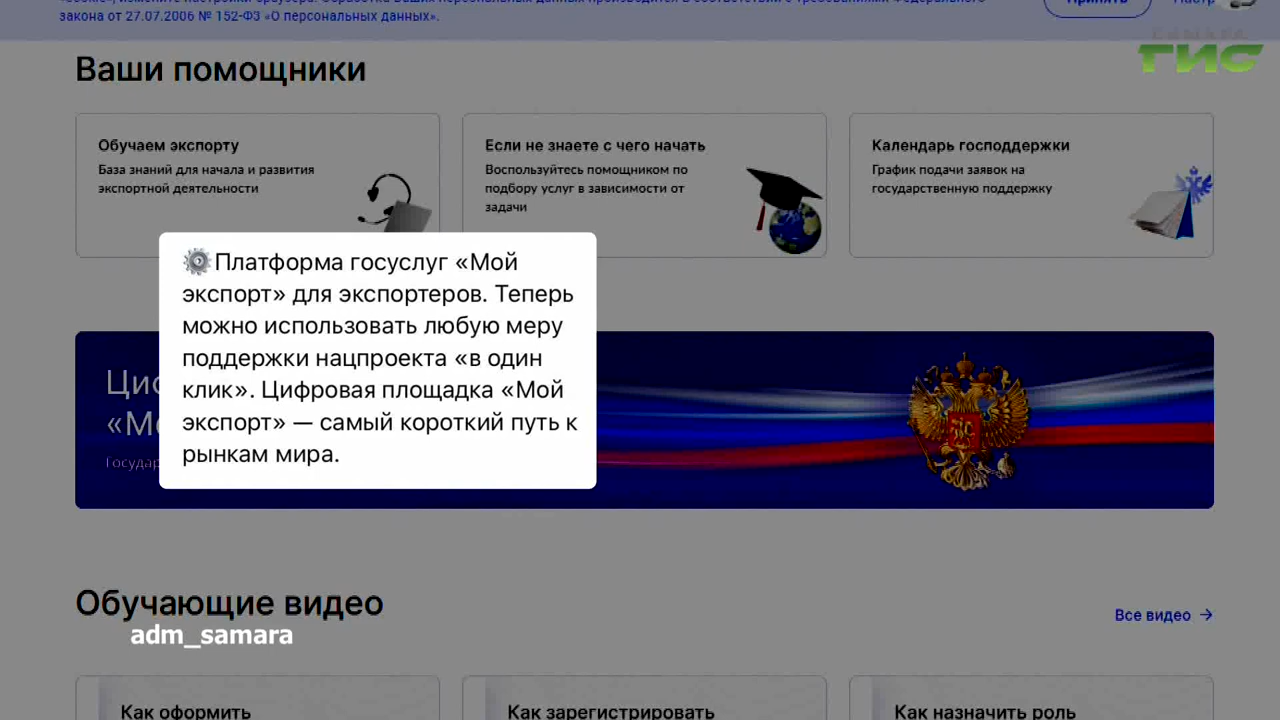 закона от 27.07.2006 № 152-ФЗ «О персональных данных».
Принять
САМАРА
ГИС
Ваши помощники
Обучаем экспорту
База знаний для начала и развития
экспортной деятельности
Если не знаете с чего начать
Воспользуйтесь помощником по
подбору услуг в зависимости от
задачи
Календарь господдержки
График подачи заявок на
государственную поддержку
Платформа госуслуг «Мой
экспорт» для экспортеров. Теперь
можно использовать любую меру
поддержки нацпроекта «в один
клик». Цифровая площадка «Мой
экспорт» — самый короткий путь к
рынкам мира.
Обучающие видео
Все видео →
adm_samara
Как оформить
Как зарегистрировать
Как назначить роль